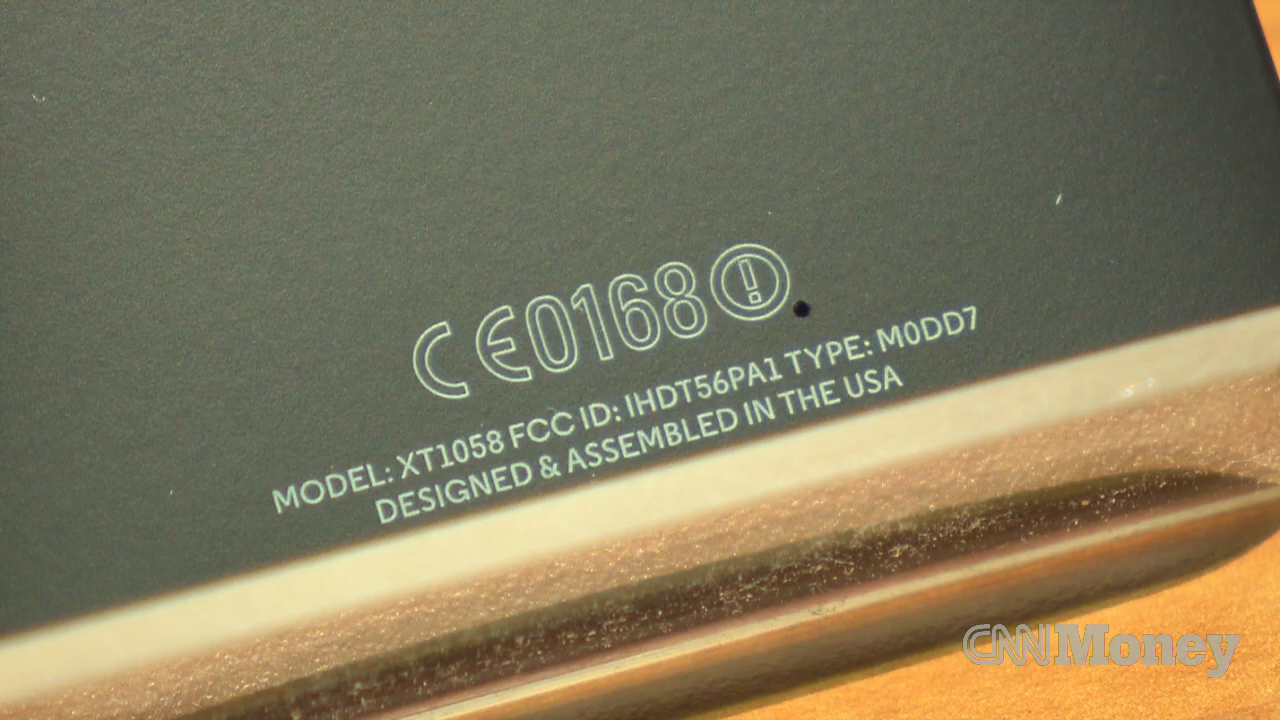 CE0168
MODEL: XT1058 FCC ID: IHDT56PA1 TYPE: M0DD7
DESIGNED & ASSEMBLED IN THE USA
CNNMoney